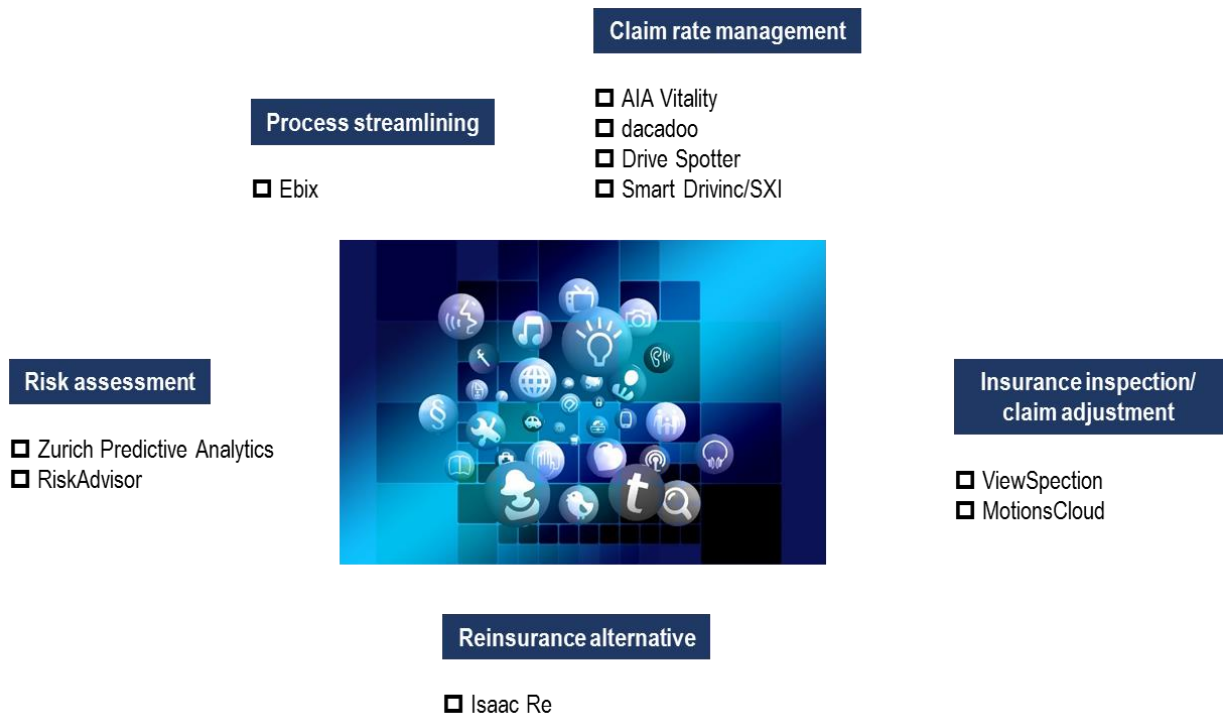 Claim rate management
AIA Vitality
dacadoo
Drive Spotter
Smart Drivinc/SXI
Process streamlining
Ebix
Risk assessment
Zurich Predictive Analytics
RiskAdvisor
Insurance inspection/
claim adjustment
ViewSpection
MotionsCloud
Reinsurance alternative
Isaac Re
§
t